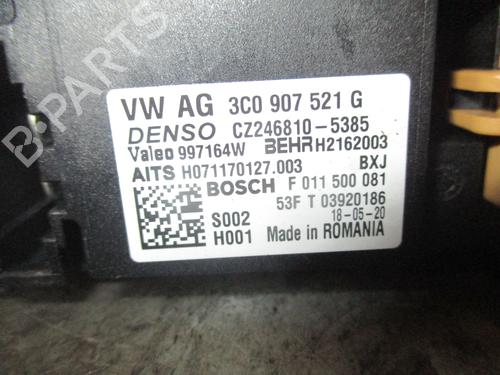 VW AG 3C0 907 521 G
DENSO CZ246810-5385
Valeo 997164W BEHR H2162003
AITS H071170127.003 BXJ
BOSCH F 011 500 081
53F T 03920186
S002 18-05-20
H001 Made in ROMANIA
B-PARTS